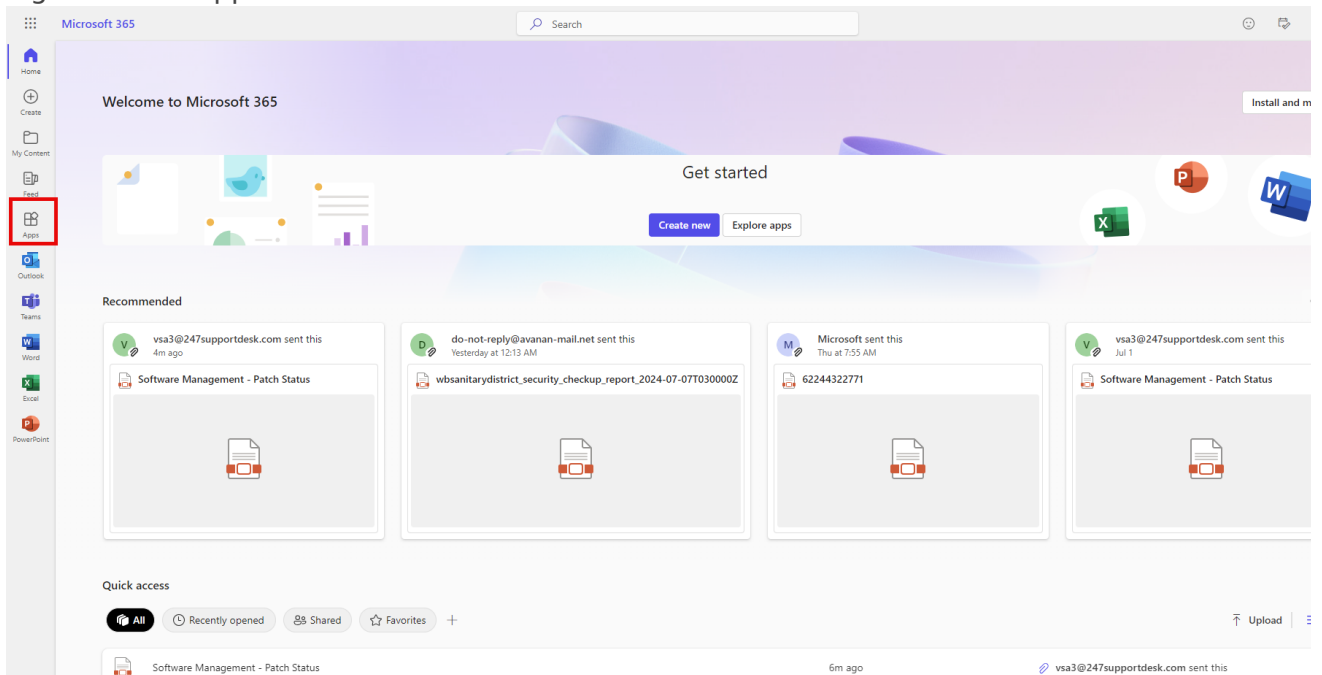 Microsoft 365
Search
Home
Create
My Content
Feed
Apps
Outlook
Teams
Word
Excel
PowerPoint
Welcome to Microsoft 365
Install and m
Get started
Create new
Explore apps
Recommended
V
vsa3@247supportdesk.com sent this
4m ago
Software Management - Patch Status
D
do-not-reply@avanan-mail.net sent this
Yesterday at 12:13 AM
wbsanitarydistrict_security_checkup_report_2024-07-07T030000Z
M
Microsoft sent this
Thu at 7:55 AM
62244322771
V
vsa3@247supportdesk.com sent this
Jul 1
Software Management - Patch Status
Quick access
All
Recently opened
Shared
Favorites
Upload
Software Management - Patch Status
6m ago
vsa3@247supportdesk.com sent this